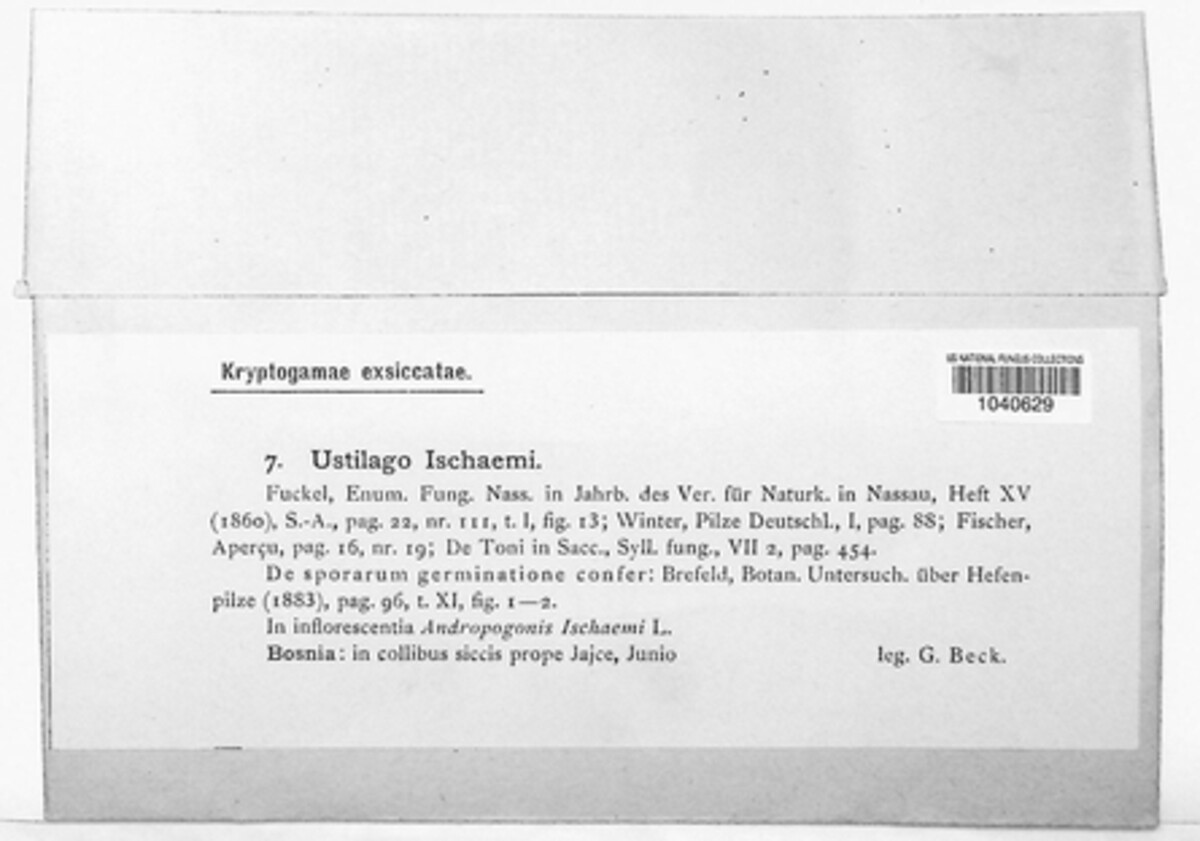 Kryptogamae exsiccatae.
US NATIONAL FUNGUS COLLECTIONS
1040629
7. Ustilago Ischaemi.
Fuckel, Enum. Fung. Nass. in Jahrb. des Ver. für Naturk. in Nassau, Heft XV
(1860), S.-A., pag. 22, nr. 111, t. I, fig. 13; Winter, Pilze Deutschl., I, pag. 88; Fischer,
Aperçu, pag. 16, nr. 19; De Toni in Sacc., Syll. fung., VII 2, pag. 454.
De sporarum germinatione confer: Brefeld, Botan. Untersuch. über Hefen-
pilze (1883), pag. 96, t. XI, fig. 1—2.
In inflorescentia Andropogonis Ischaemi L.
Bosnia: in collibus siccis prope Jajce, Junio leg. G. Beck.